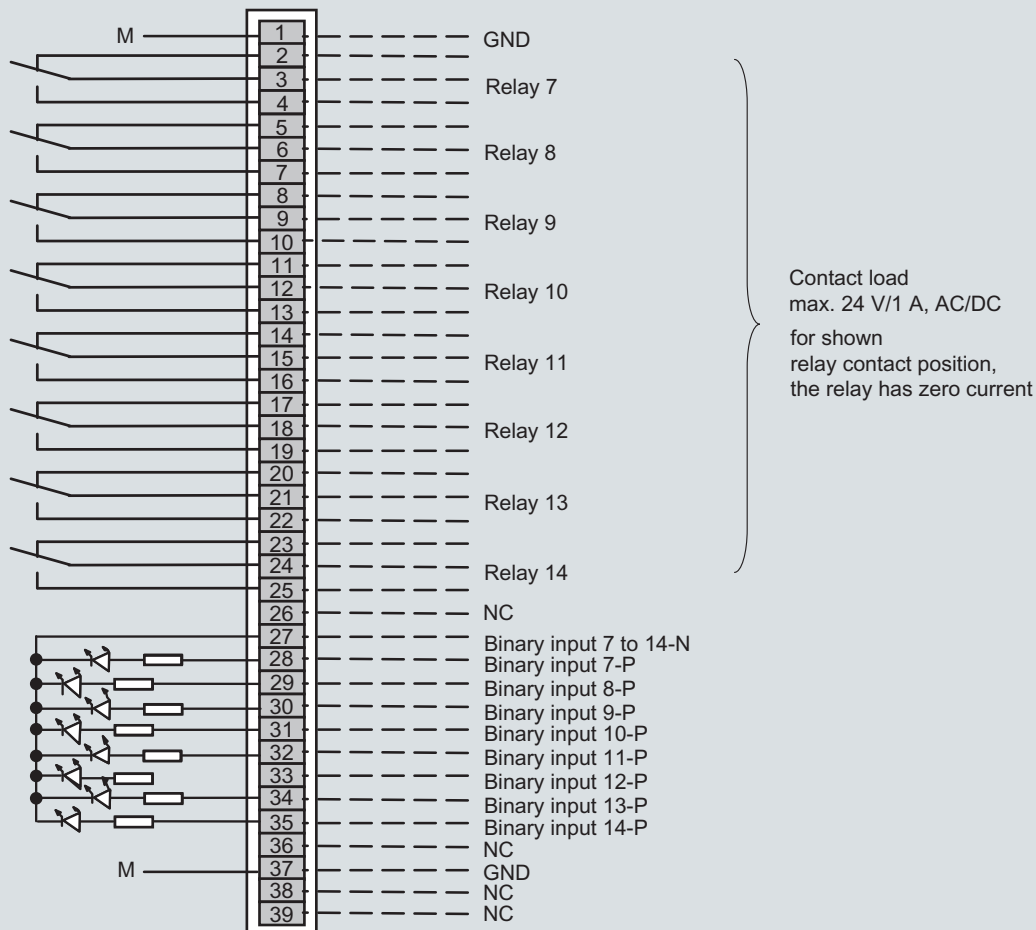 M
1 GND
2
3 Relay 7
4
5
6 Relay 8
7
8
9 Relay 9
10
11
12 Relay 10
13
14
15 Relay 11
16
17
18 Relay 12
19
20
21 Relay 13
22
23
24 Relay 14
25
26 NC
27 Binary input 7 to 14-N
28 Binary input 7-P
29 Binary input 8-P
30 Binary input 9-P
31 Binary input 10-P
32 Binary input 11-P
33 Binary input 12-P
34 Binary input 13-P
35 Binary input 14-P
36 NC
M 37 GND
38 NC
39 NC
Contact load
max. 24 V/1 A, AC/DC
for shown
relay contact position,
the relay has zero current